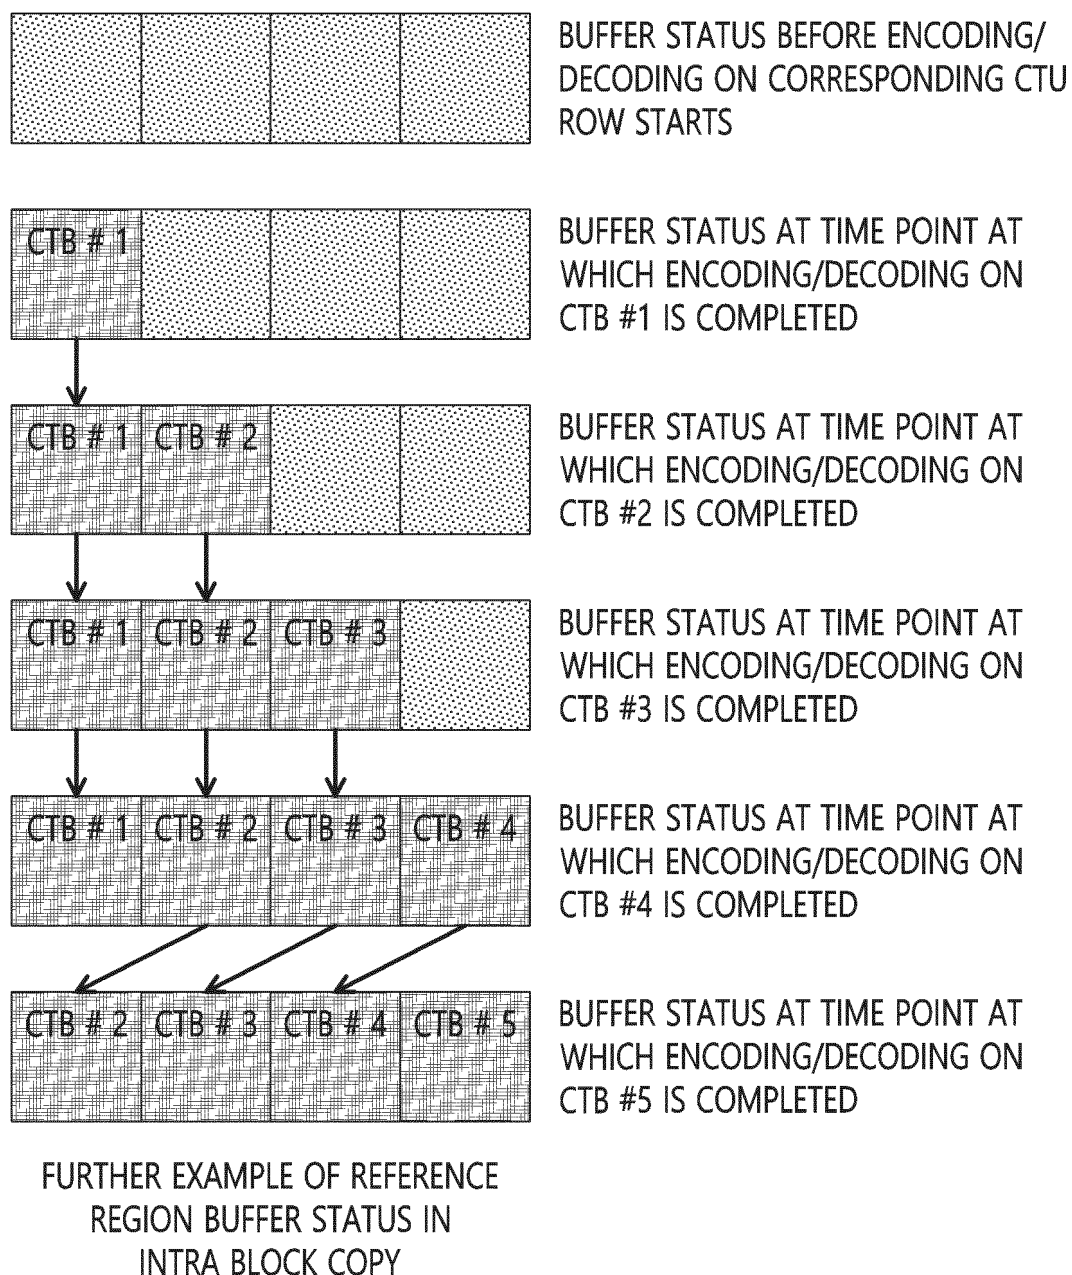 BUFFER STATUS BEFORE ENCODING/
DECODING ON CORRESPONDING CTU
ROW STARTS
CTB # 1
BUFFER STATUS AT TIME POINT AT
WHICH ENCODING/DECODING ON
CTB #1 IS COMPLETED
CTB # 1 CTB # 2
BUFFER STATUS AT TIME POINT AT
WHICH ENCODING/DECODING ON
CTB #2 IS COMPLETED
CTB # 1 CTB # 2 CTB # 3
BUFFER STATUS AT TIME POINT AT
WHICH ENCODING/DECODING ON
CTB #3 IS COMPLETED
CTB # 1 CTB # 2 CTB # 3 CTB # 4
BUFFER STATUS AT TIME POINT AT
WHICH ENCODING/DECODING ON
CTB #4 IS COMPLETED
CTB # 2 CTB # 3 CTB # 4 CTB # 5
BUFFER STATUS AT TIME POINT AT
WHICH ENCODING/DECODING ON
CTB #5 IS COMPLETED
FURTHER EXAMPLE OF REFERENCE
REGION BUFFER STATUS IN
INTRA BLOCK COPY